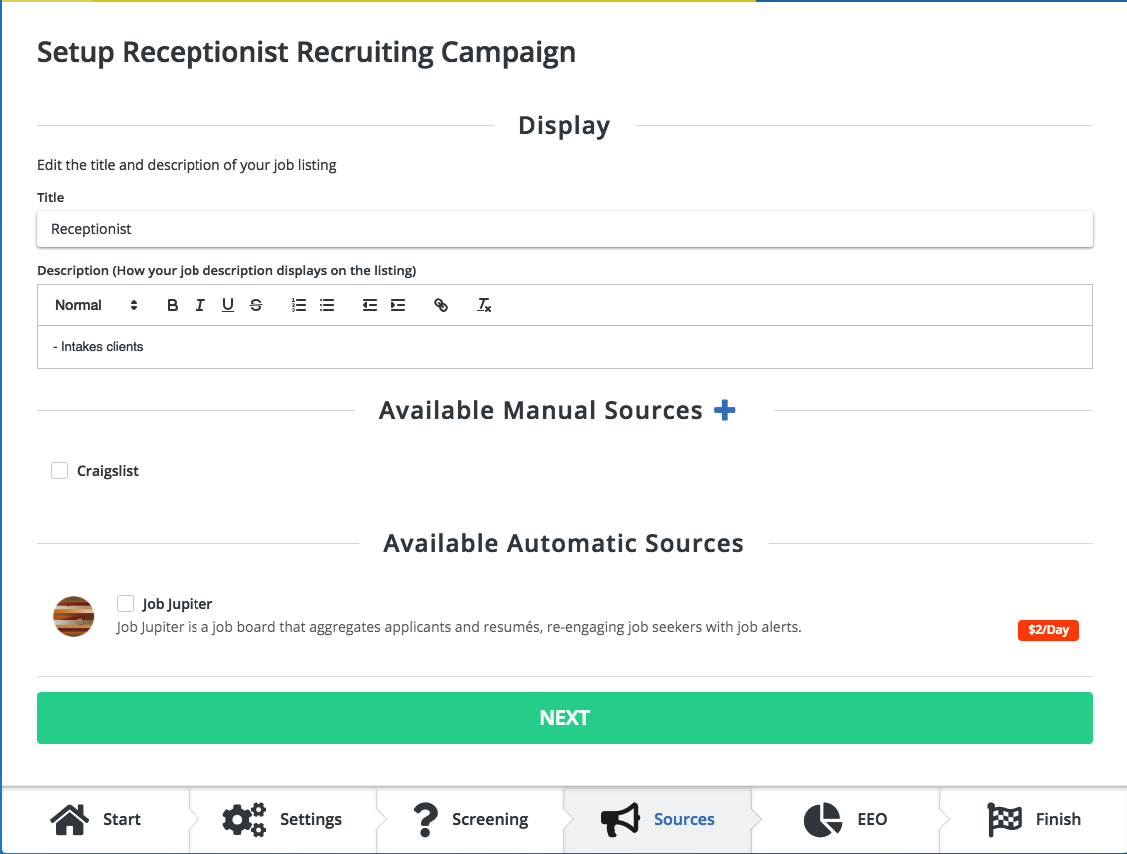 Setup Receptionist Recruiting Campaign
Display
Edit the title and description of your job listing
Title
Receptionist
Description (How your job description displays on the listing)
Normal B I U S Tx
- Intakes clients
Available Manual Sources
Craigslist
Available Automatic Sources
Job Jupiter
Job Jupiter is a job board that aggregates applicants and resumés, re-engaging job seekers with job alerts.
$2/Day
NEXT
Start Settings Screening Sources EEO Finish